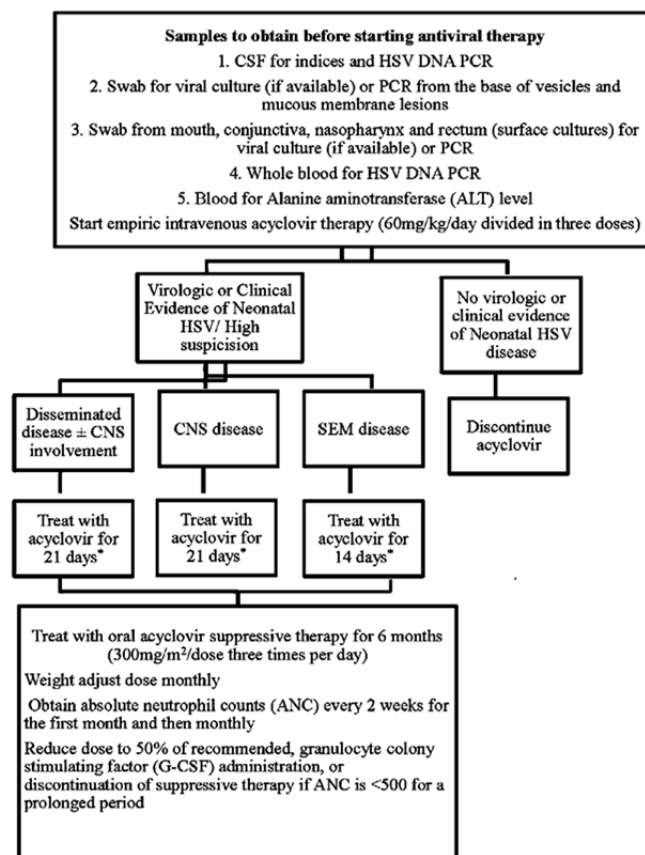 Samples to obtain before starting antiviral therapy
1. CSF for indices and HSV DNA PCR
2. Swab for viral culture (if available) or PCR from the base of vesicles and
mucous membrane lesions
3. Swab from mouth, conjunctiva, nasopharynx and rectum (surface cultures) for
viral culture (if available) or PCR
4. Whole blood for HSV DNA PCR
5. Blood for Alanine aminotransferase (ALT) level
Start empiric intravenous acyclovir therapy (60mg/kg/day divided in three doses)
Virologic or Clinical
Evidence of Neonatal
HSV/ High
suspicision
No virologic or
clinical evidence
of Neonatal HSV
disease
Disseminated
disease ± CNS
involvement
CNS disease
SEM disease
Discontinue
acyclovir
Treat with
acyclovir for
21 days*
Treat with
acyclovir for
21 days*
Treat with
acyclovir for
14 days*
Treat with oral acyclovir suppressive therapy for 6 months
(300mg/m²/dose three times per day)
Weight adjust dose monthly
Obtain absolute neutrophil counts (ANC) every 2 weeks for
the first month and then monthly
Reduce dose to 50% of recommended, granulocyte colony
stimulating factor (G-CSF) administration, or
discontinuation of suppressive therapy if ANC is <500 for a
prolonged period